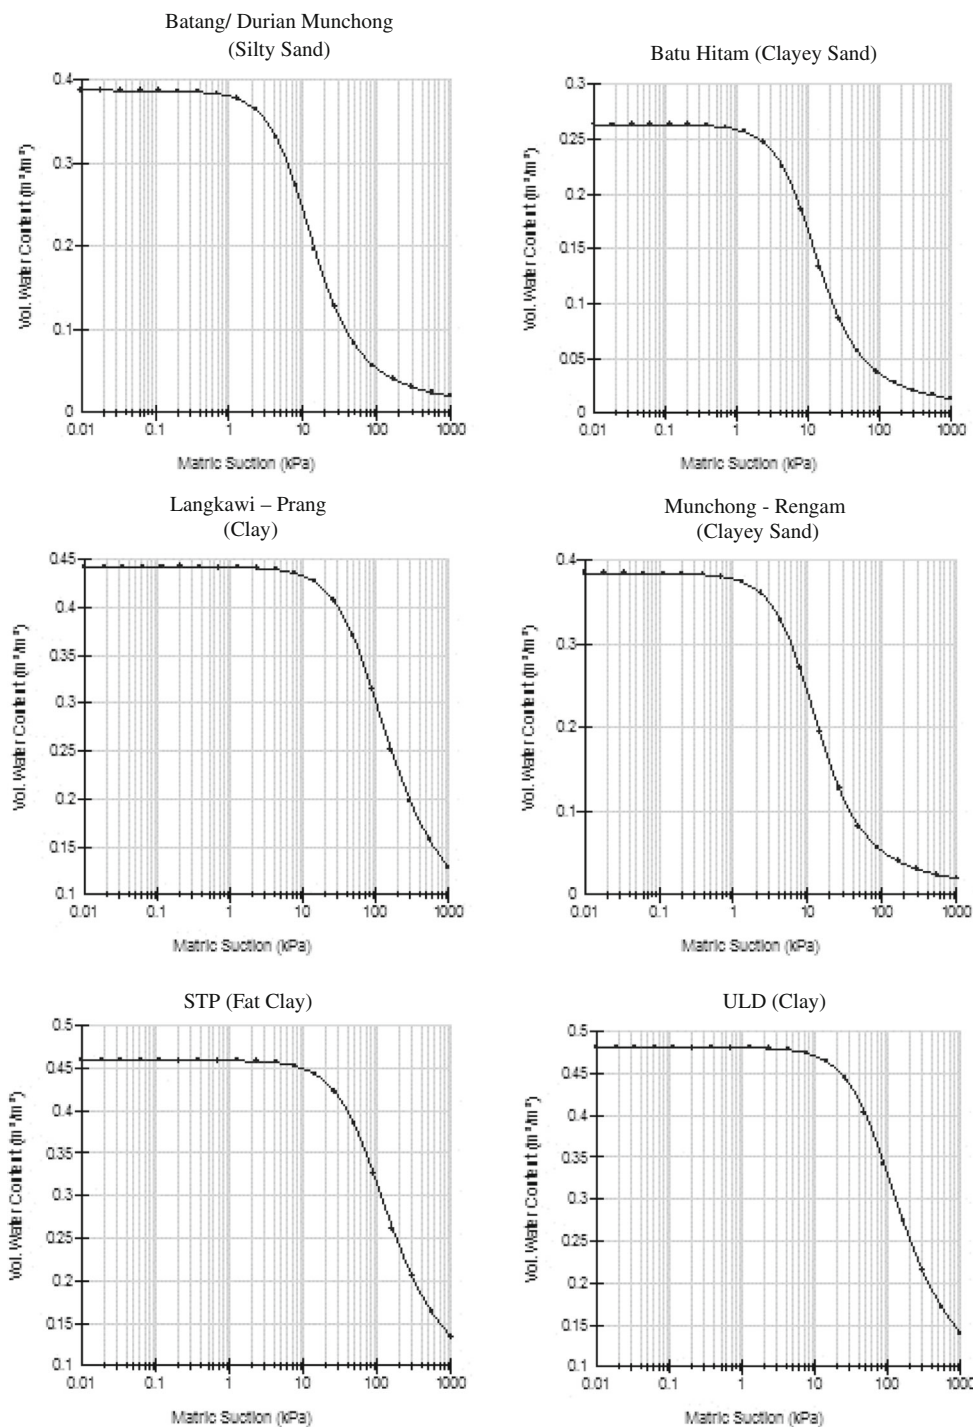 Batang/ Durian Munchong
(Silty Sand)
0.4
0.3
0.2
0.1
0
Vol. Water Content (m³/m³)
0.01 0.1 1 10 100 1000
Matric Suction (kPa)
Batu Hitam (Clayey Sand)
0.3
0.25
0.2
0.15
0.1
0.05
0
Vol. Water Content (m³/m³)
0.01 0.1 1 10 100 1000
Matric Suction (kPa)
Langkawi – Prang
(Clay)
0.45
0.4
0.35
0.3
0.25
0.2
0.15
0.1
Vol. Water Content (m³/m³)
0.01 0.1 1 10 100 1000
Matric Suction (kPa)
Munchong - Rengam
(Clayey Sand)
0.4
0.3
0.2
0.1
0
Vol. Water Content (m³/m³)
0.01 0.1 1 10 100 1000
Matric Suction (kPa)
STP (Fat Clay)
0.5
0.45
0.4
0.35
0.3
0.25
0.2
0.15
0.1
Vol. Water Content (m³/m³)
0.01 0.1 1 10 100 1000
Matric Suction (kPa)
ULD (Clay)
0.5
0.45
0.4
0.35
0.3
0.25
0.2
0.15
0.1
Vol. Water Content (m³/m³)
0.01 0.1 1 10 100 1000
Matric Suction (kPa)